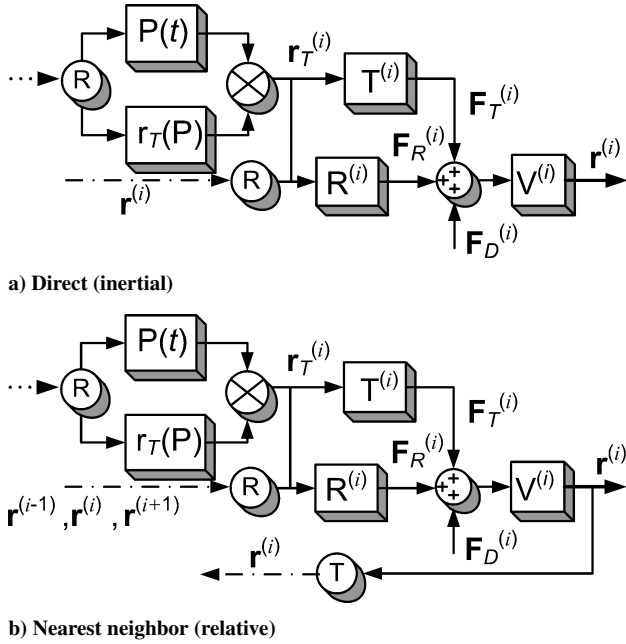 P(t)
r_T^(i)
... R
T^(i)
F_T^(i)
r_T(P)
F_R^(i)
R
R^(i)
+ + +
V^(i)
r^(i)
r^(i)
F_D^(i)
a) Direct (inertial)
P(t)
r_T^(i)
... R
T^(i)
F_T^(i)
r_T(P)
F_R^(i)
r^(i)
R
R^(i)
+ + +
V^(i)
r^(i-1) ,r^(i) , r^(i+1)
F_D^(i)
r^(i)
T
b) Nearest neighbor (relative)